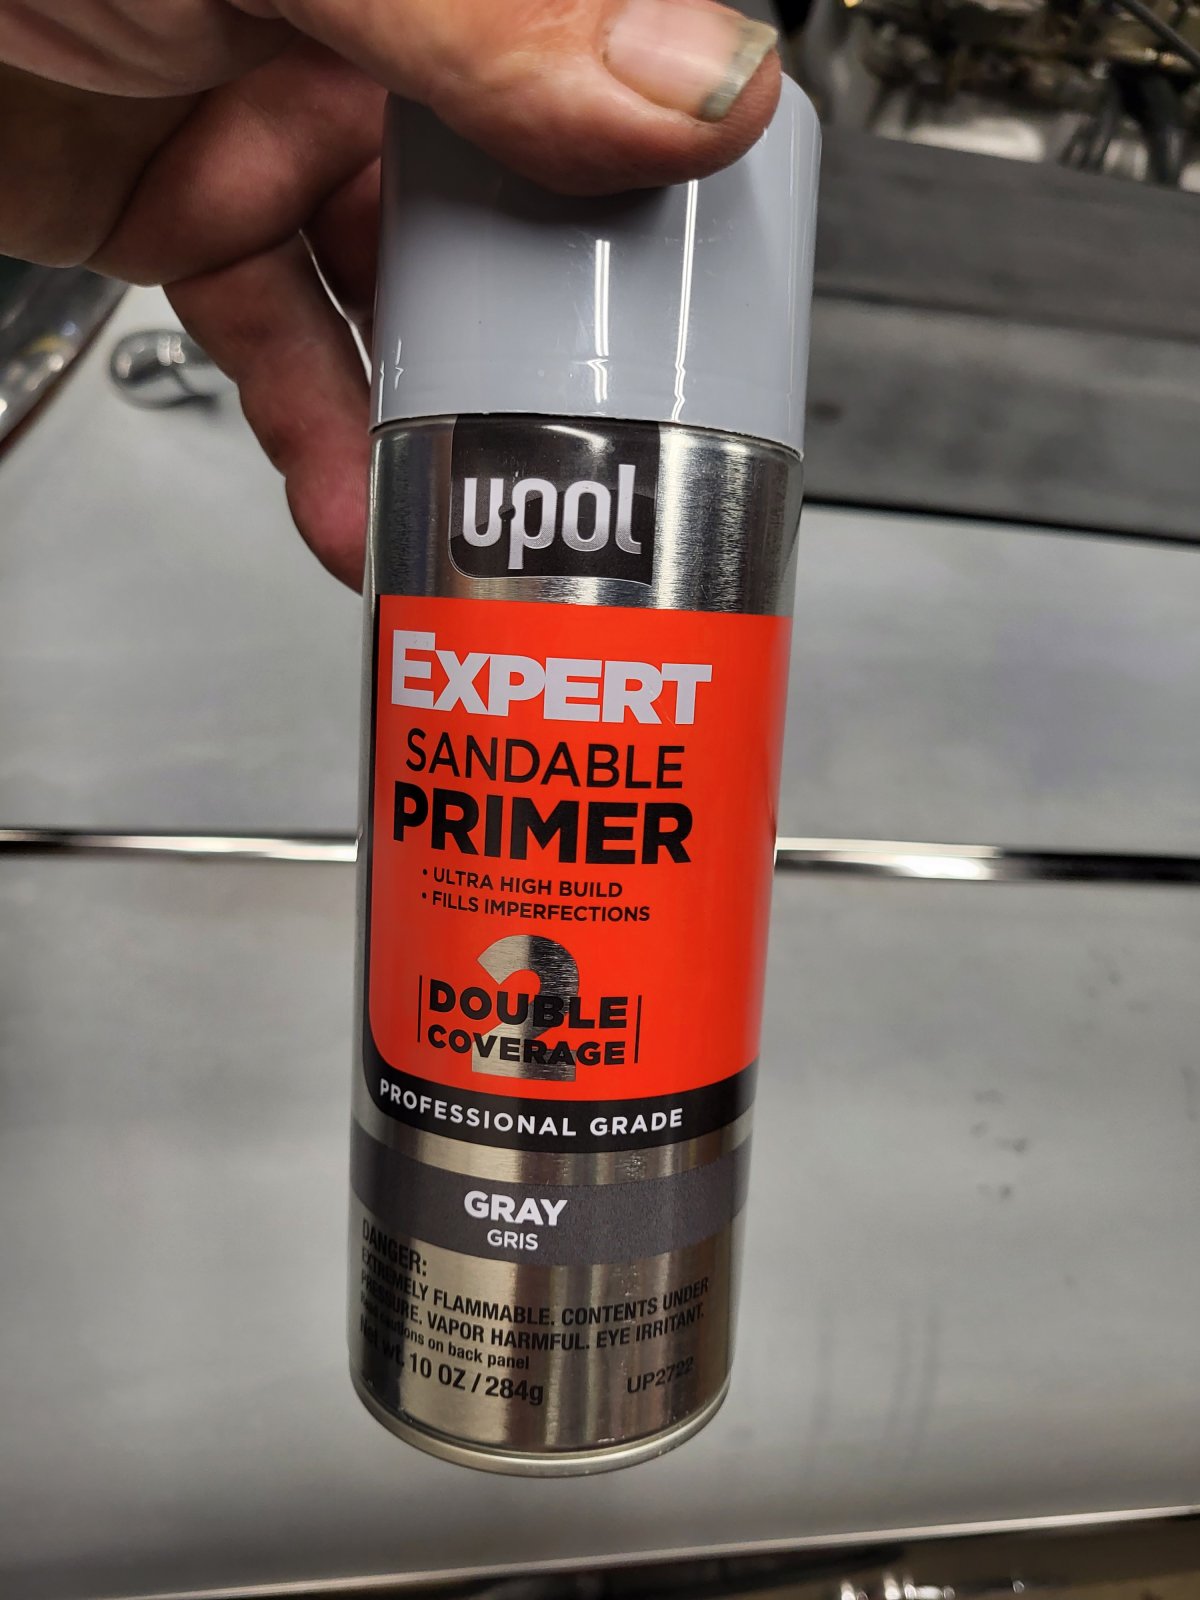 upol
EXPERT
SANDABLE
PRIMER
• ULTRA HIGH BUILD
• FILLS IMPERFECTIONS
2
DOUBLE
COVERAGE
PROFESSIONAL GRADE
GRAY
GRIS
DANGER:
EXTREMELY FLAMMABLE. CONTENTS UNDER
PRESSURE. VAPOR HARMFUL. EYE IRRITANT.
cautions on back panel
Net wt. 10 OZ / 284g
UP2722